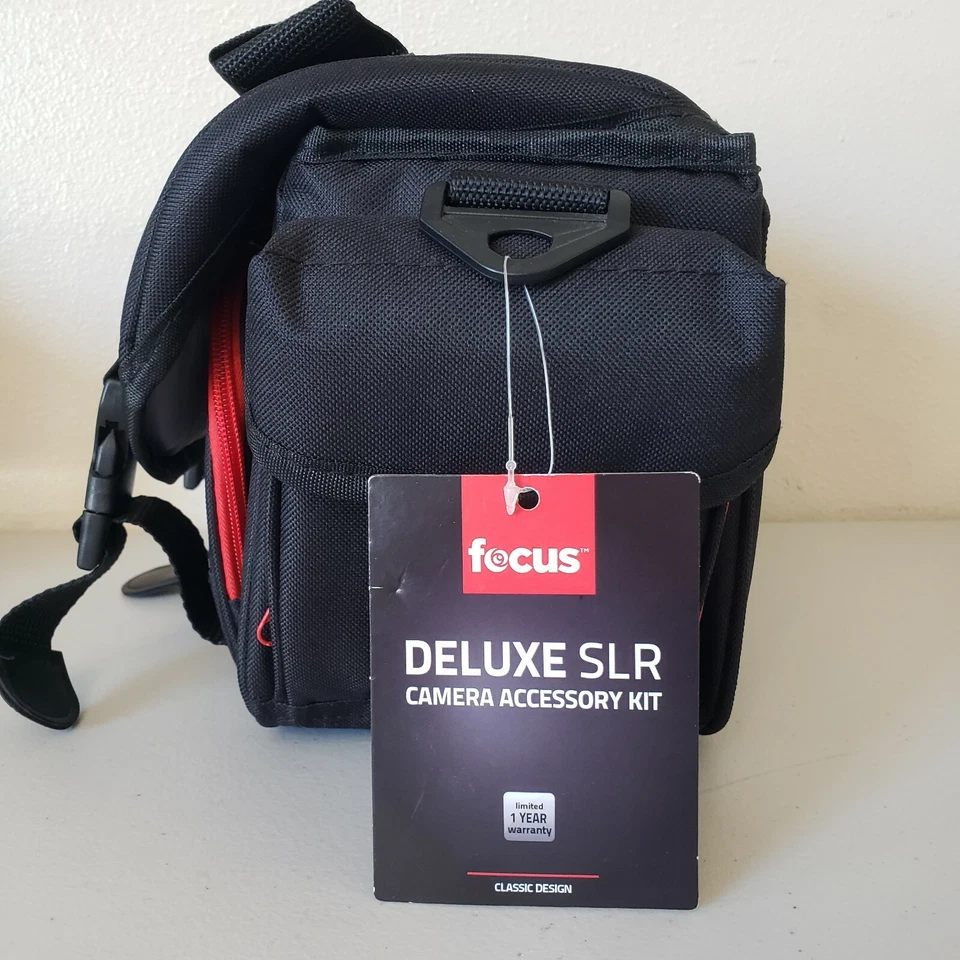 focus™
DELUXE SLR
CAMERA ACCESSORY KIT
limited
1 YEAR
warranty
CLASSIC DESIGN